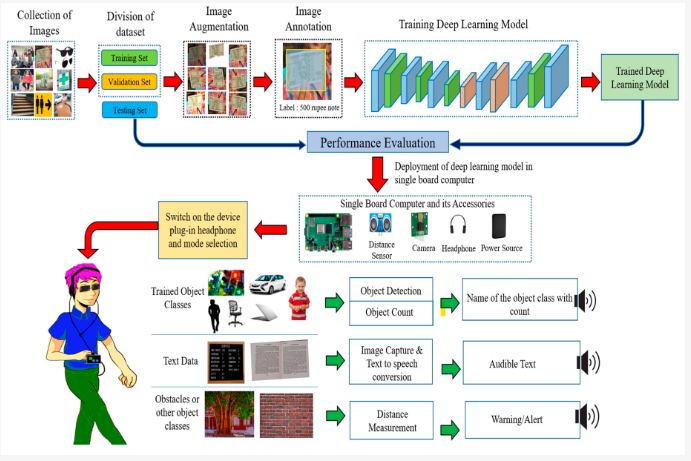 Collection of
Images
Division of
dataset
Image
Augmentation
Image
Annotation
Training Deep Learning Model
Training Set
Validation Set
Testing Set
Label : 500 rupee note
Trained Deep
Learning Model
Performance Evaluation
Deployment of deep learning model in
single board computer
Single Board Computer and its Accessories
Distance
Sensor
Camera
Headphone
Power Source
Switch on the device
plug-in headphone
and mode selection
Trained Object
Classes
Object Detection
Object Count
Name of the object class with
count
Text Data
Image Capture &
Text to speech
conversion
Audible Text
Obstacles or
other object
classes
Distance
Measurement
Warning/Alert